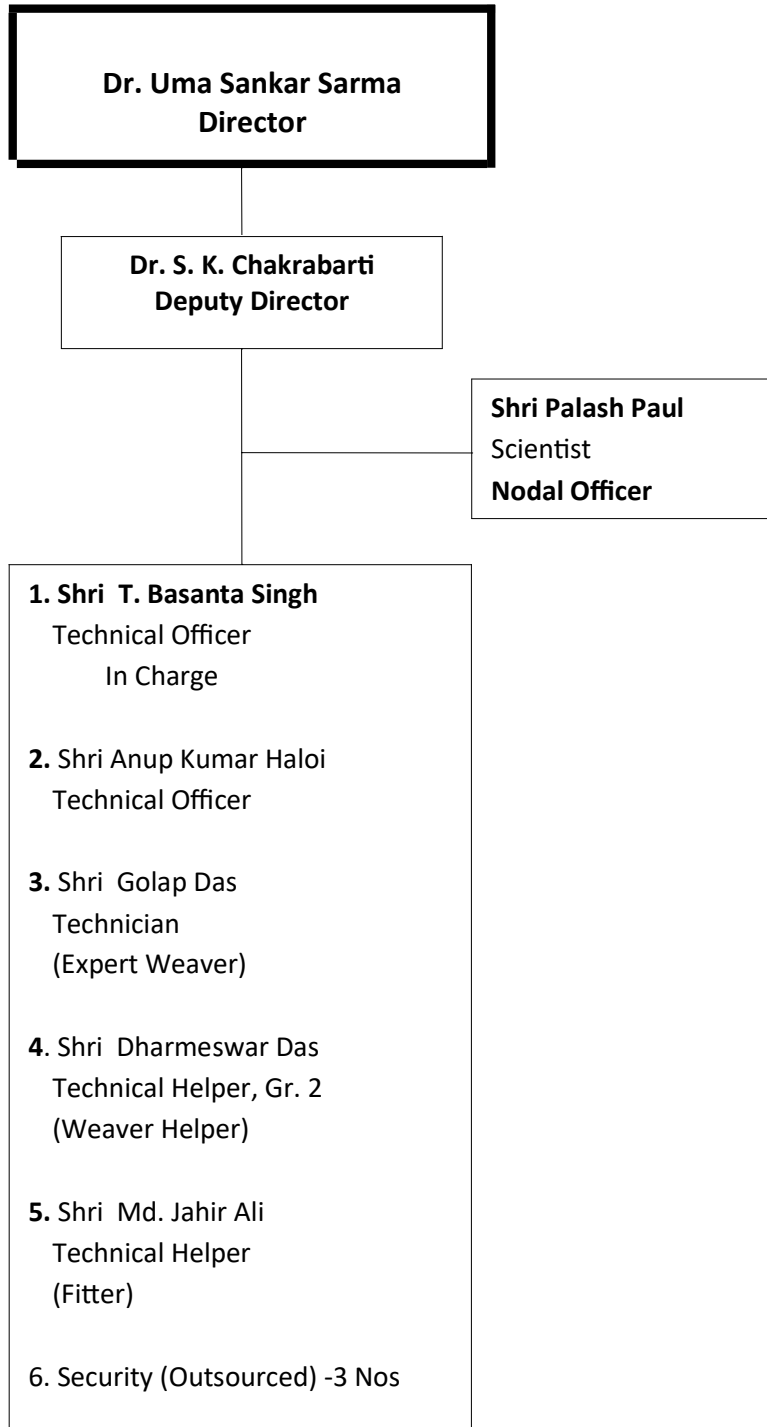 Dr. Uma Sankar Sarma
Director
Dr. S. K. Chakrabarti
Deputy Director
Shri Palash Paul
Scientist
Nodal Officer
1. Shri T. Basanta Singh
Technical Officer
In Charge
2. Shri Anup Kumar Haloi
Technical Officer
3. Shri Golap Das
Technician
(Expert Weaver)
4. Shri Dharmeswar Das
Technical Helper, Gr. 2
(Weaver Helper)
5. Shri Md. Jahir Ali
Technical Helper
(Fitter)
6. Security (Outsourced) -3 Nos